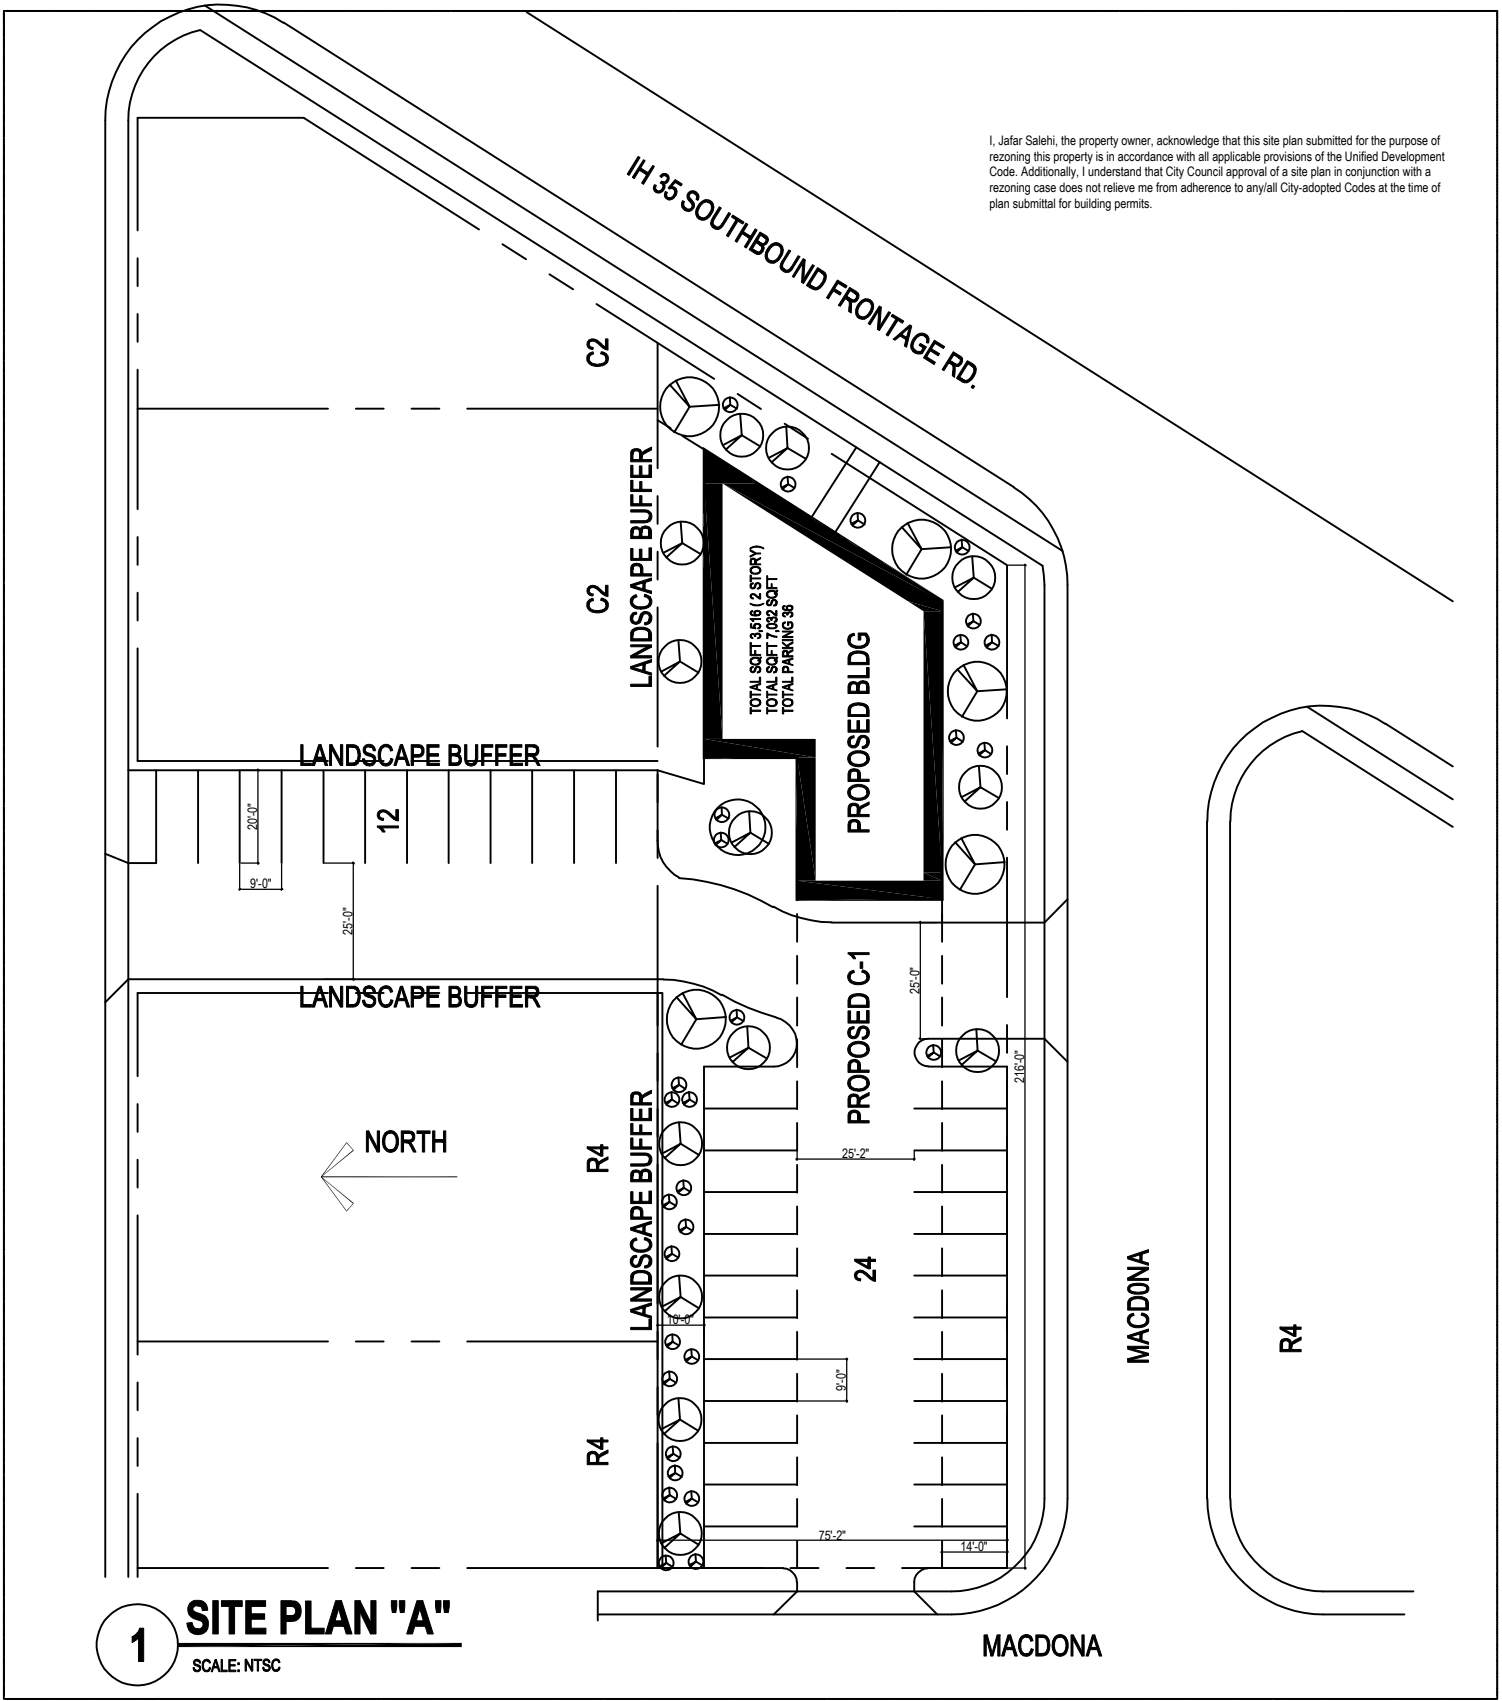 I, Jafar Salehi, the property owner, acknowledge that this site plan submitted for the purpose of
rezoning this property is in accordance with all applicable provisions of the Unified Development
Code. Additionally, I understand that City Council approval of a site plan in conjunction with a
rezoning case does not relieve me from adherence to any/all City-adopted Codes at the time of
plan submittal for building permits.
IH 35 SOUTHBOUND FRONTAGE RD.
C2
LANDSCAPE BUFFER
C2
TOTAL SQFT 3,516 ( 2 STORY)
TOTAL SQFT 7,032 SQFT
TOTAL PARKING 36
PROPOSED BLDG
LANDSCAPE BUFFER
20'-0"
12
9'-0"
25'-0"
LANDSCAPE BUFFER
PROPOSED C-1
25'-0"
216'-0"
NORTH
R4
LANDSCAPE BUFFER
25'-2"
24
10'-0"
9'-0"
MACDONA
R4
R4
75'-2"
14'-0"
1
SITE PLAN "A"
SCALE: NTSC
MACDONA